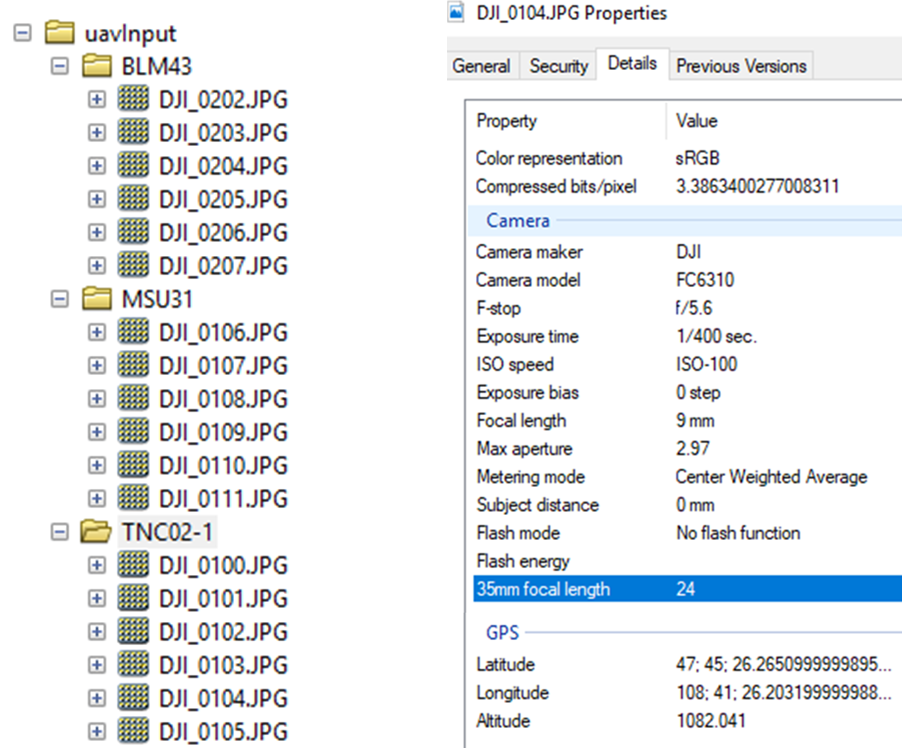 uavInput
BLM43
DJI_0202.JPG
DJI_0203.JPG
DJI_0204.JPG
DJI_0205.JPG
DJI_0206.JPG
DJI_0207.JPG
MSU31
DJI_0106.JPG
DJI_0107.JPG
DJI_0108.JPG
DJI_0109.JPG
DJI_0110.JPG
DJI_0111.JPG
TNC02-1
DJI_0100.JPG
DJI_0101.JPG
DJI_0102.JPG
DJI_0103.JPG
DJI_0104.JPG
DJI_0105.JPG
DJI_0104.JPG Properties
General Security Details Previous Versions
Property Value
Color representation sRGB
Compressed bits/pixel 3.3863400277008311
Camera
Camera maker DJI
Camera model FC6310
F-stop f/5.6
Exposure time 1/400 sec.
ISO speed ISO-100
Exposure bias 0 step
Focal length 9 mm
Max aperture 2.97
Metering mode Center Weighted Average
Subject distance 0 mm
Flash mode No flash function
Flash energy
35mm focal length 24
GPS
Latitude 47; 45; 26.2650999999895...
Longitude 108; 41; 26.203199999988...
Altitude 1082.041